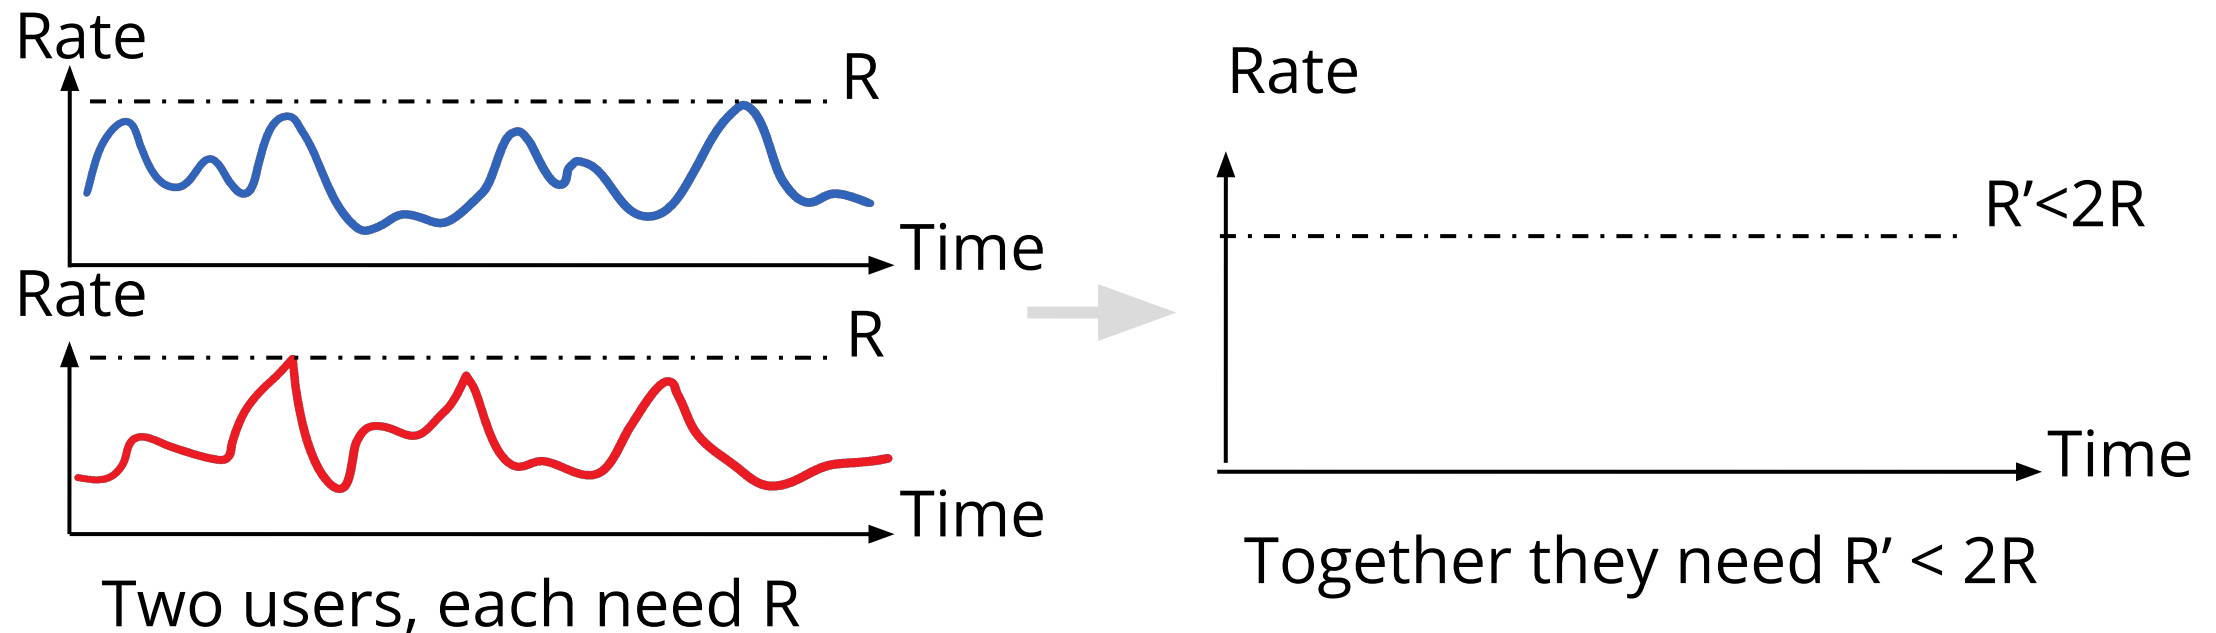 Rate
R
Time
Rate
R
Time
Two users, each need R
Rate
R’<2R
Time
Together they need R’ < 2R